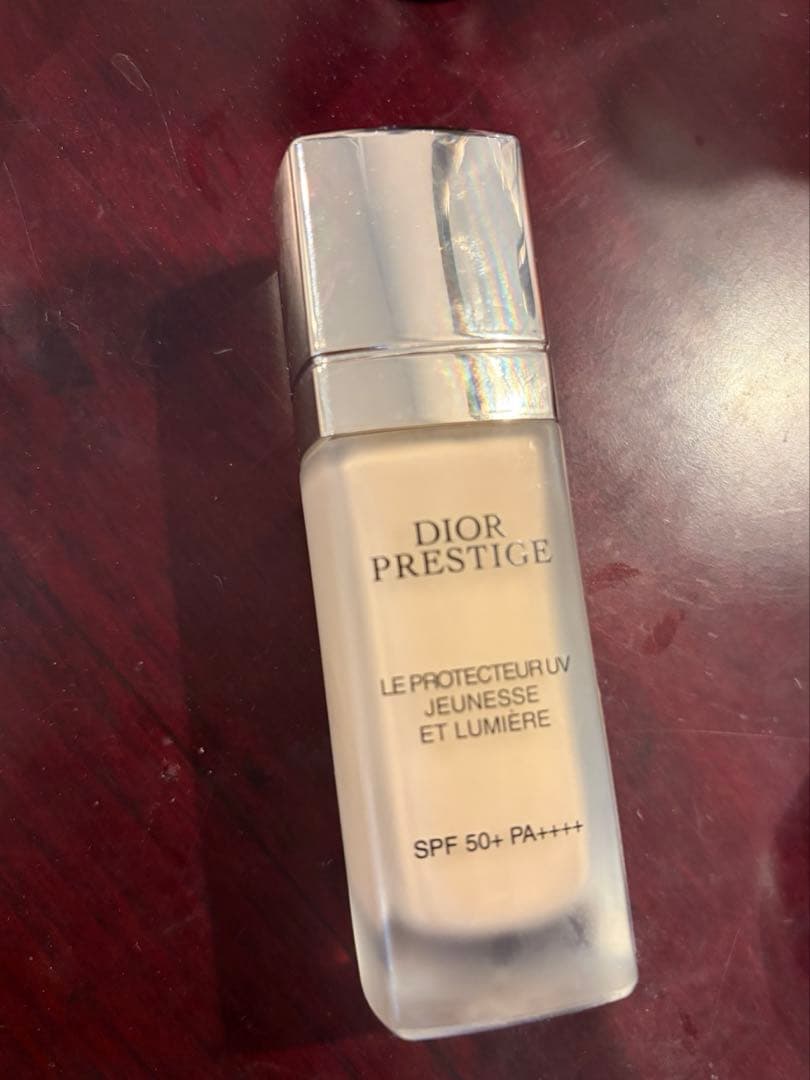 DIOR
PRESTIGE
LE PROTECTEUR UV
JEUNESSE
ET LUMIÈRE
SPF 50+ PA++++